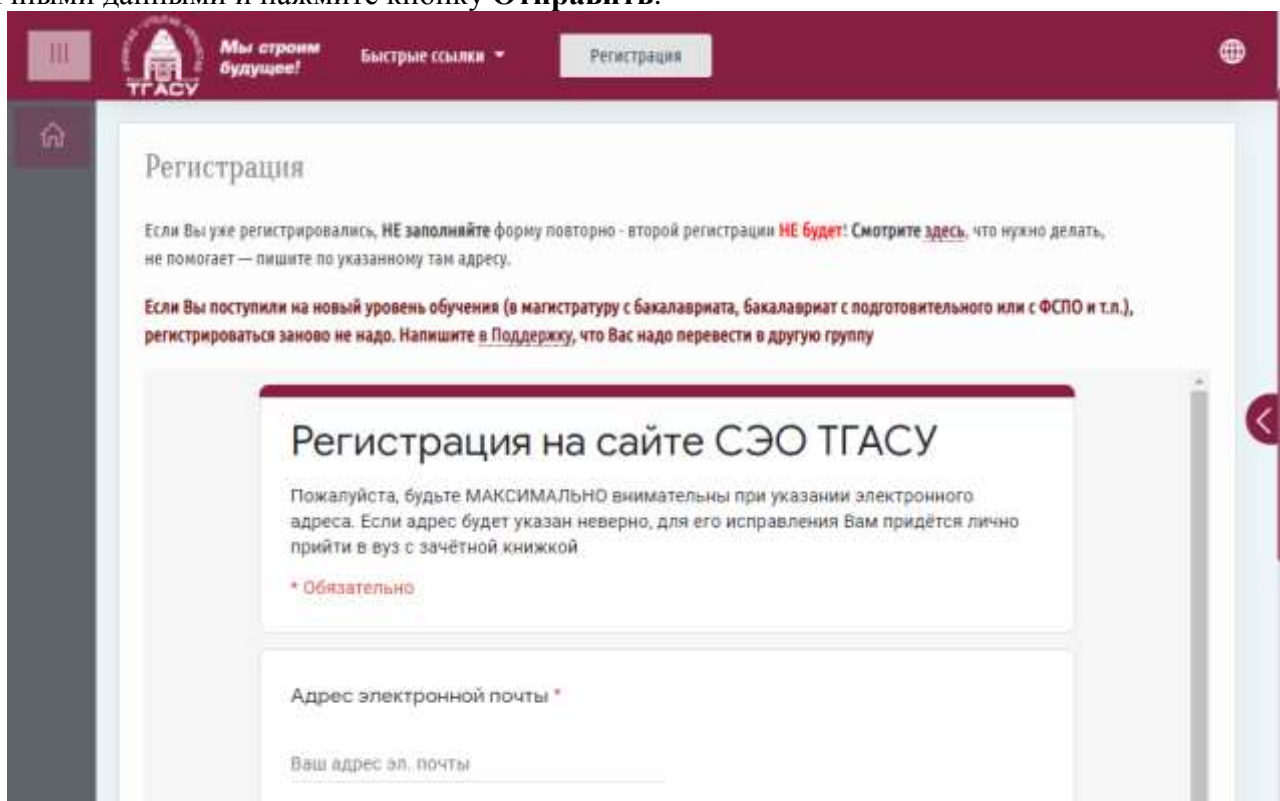 ными данными и нажмите кнопку Отправить.
Мы строим
будущее!
ТГАСУ
Быстрые ссылки
Регистрация
Регистрация
Если Вы уже регистрировались, НЕ заполняйте форму повторно - второй регистрации НЕ будет! Смотрите здесь, что нужно делать,
не помогает — пишите по указанному там адресу.
Если Вы поступили на новый уровень обучения (в магистратуру с бакалавриата, бакалавриат с подготовительного или с ФСПО и т.п.),
регистрироваться заново не надо. Напишите в Поддержку, что Вас надо перевести в другую группу
Регистрация на сайте СЭО ТГАСУ
Пожалуйста, будьте МАКСИМАЛЬНО внимательны при указании электронного
адреса. Если адрес будет указан неверно, для его исправления Вам придётся лично
прийти в вуз с зачётной книжкой
* Обязательно
Адрес электронной почты *
Ваш адрес эл. почты